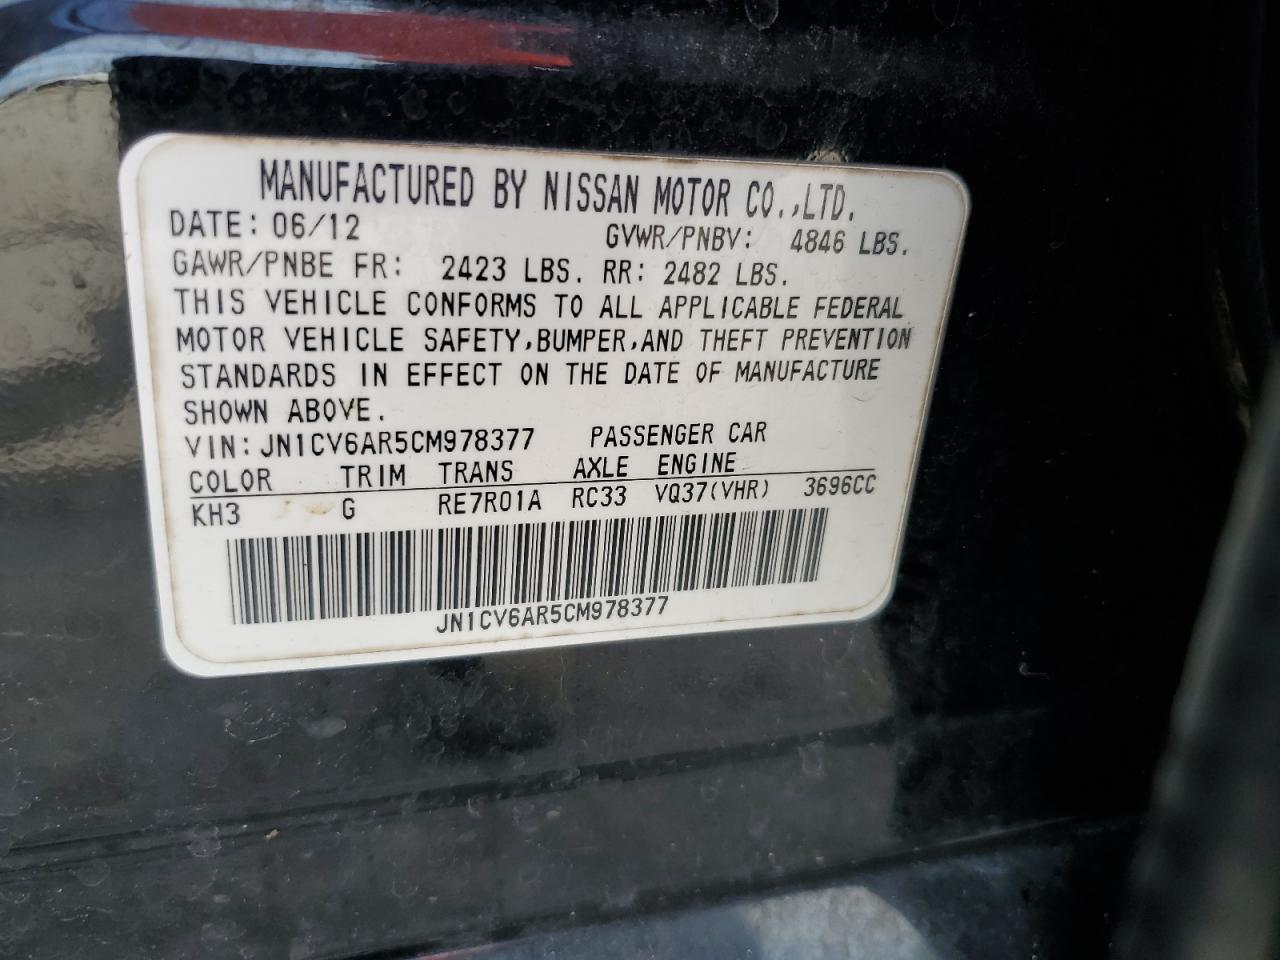 MANUFACTURED BY NISSAN MOTOR CO.,LTD.
DATE: 06/12 GVWR/PNBV: 4846 LBS.
GAWR/PNBE FR: 2423 LBS. RR: 2482 LBS.
THIS VEHICLE CONFORMS TO ALL APPLICABLE FEDERAL
MOTOR VEHICLE SAFETY,BUMPER,AND THEFT PREVENTION
STANDARDS IN EFFECT ON THE DATE OF MANUFACTURE
SHOWN ABOVE.
VIN:JN1CV6AR5CM978377 PASSENGER CAR
COLOR TRIM TRANS AXLE ENGINE
KH3 G RE7R01A RC33 VQ37(VHR) 3696CC
JN1CV6AR5CM978377